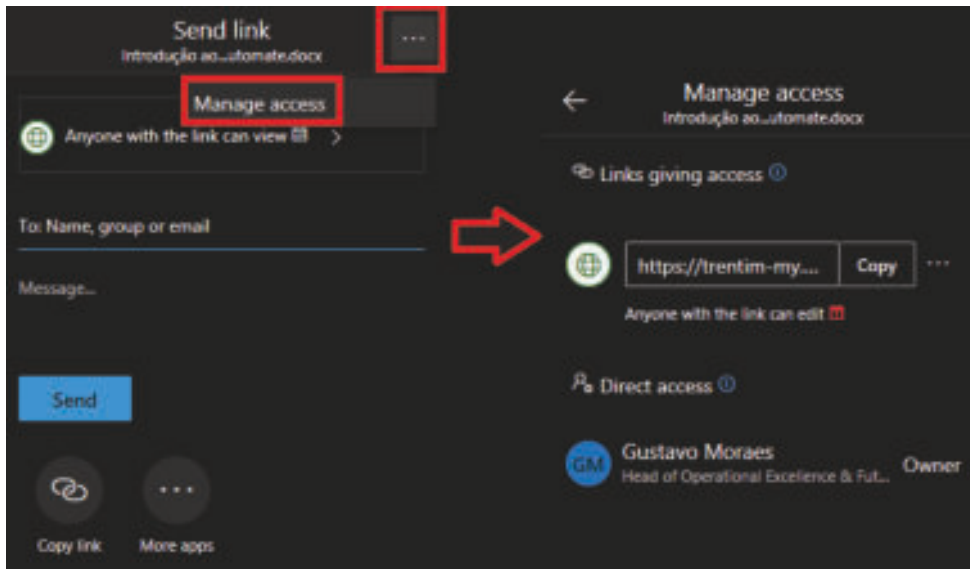 Send link
Introdução ao...utomate.docx
...
Manage access
Anyone with the link can view
To: Name, group or email
Message...
Send
Copy link
More apps
Manage access
Introdução ao...utomate.docx
Links giving access
https://trentim-my....
Copy
Anyone with the link can edit
Direct access
GM
Gustavo Moraes
Head of Operational Excellence & Fut...
Owner